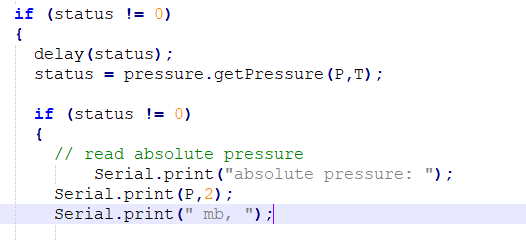 if (status != 0)
{
delay(status);
status = pressure.getPressure(P,T);
if (status != 0)
{
// read absolute pressure
Serial.print("absolute pressure: ");
Serial.print(P,2);
Serial.print(" mb, ");